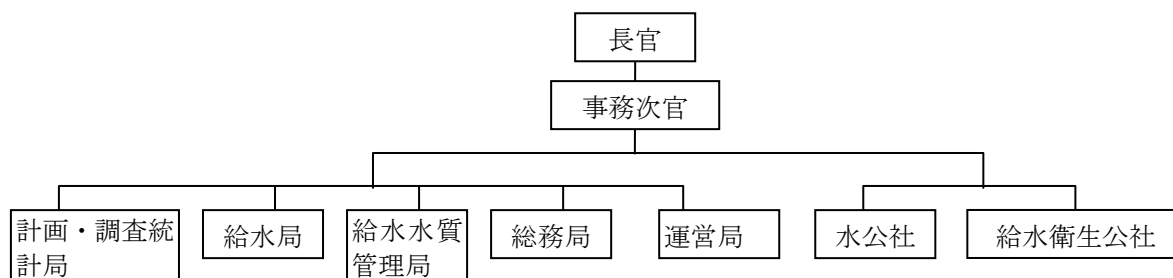 長官
事務次官
計画・調査統
計局
給水局
給水水質
管理局
総務局
運営局
水公社
給水衛生公社